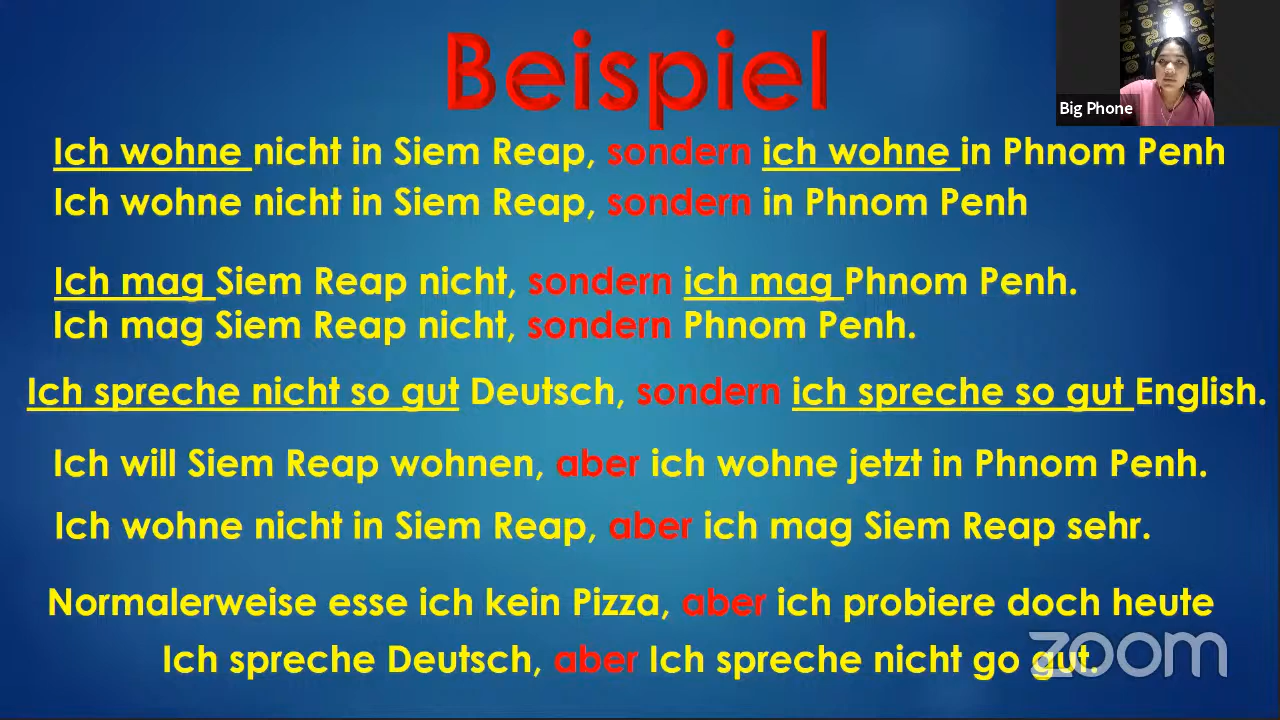 Beispiel
Big Phone
Ich wohne nicht in Siem Reap, sondern ich wohne in Phnom Penh
Ich wohne nicht in Siem Reap, sondern in Phnom Penh
Ich mag Siem Reap nicht, sondern ich mag Phnom Penh.
Ich mag Siem Reap nicht, sondern Phnom Penh.
Ich spreche nicht so gut Deutsch, sondern ich spreche so gut English.
Ich will Siem Reap wohnen, aber ich wohne jetzt in Phnom Penh.
Ich wohne nicht in Siem Reap, aber ich mag Siem Reap sehr.
Normalerweise esse ich kein Pizza, aber ich probiere doch heute
Ich spreche Deutsch, aber Ich spreche nicht go gut.
zoom